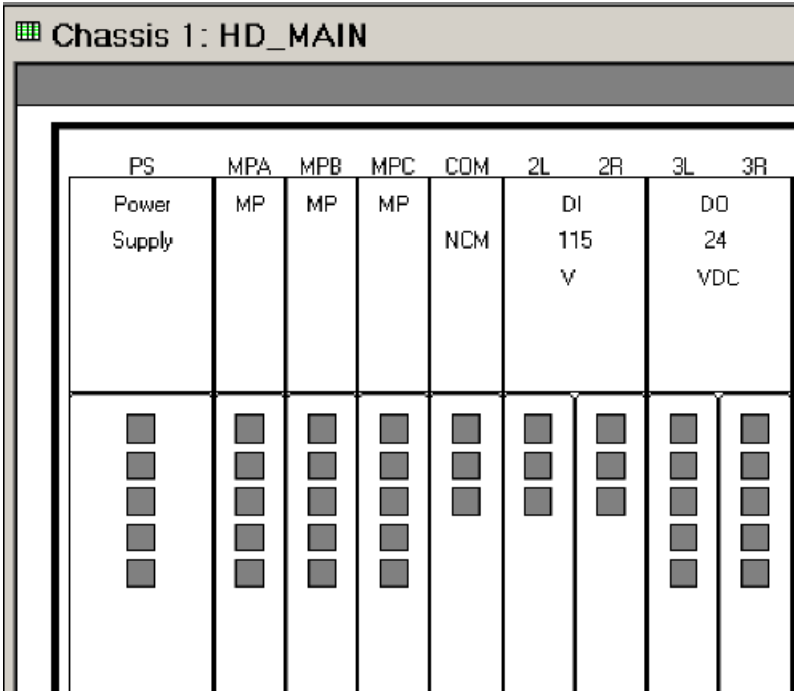 Chassis 1: HD_MAIN
PS MPA MPB MPC COM 2L 2R 3L 3R
Power MP MP MP DI DO
Supply NCM 115 24
V VDC